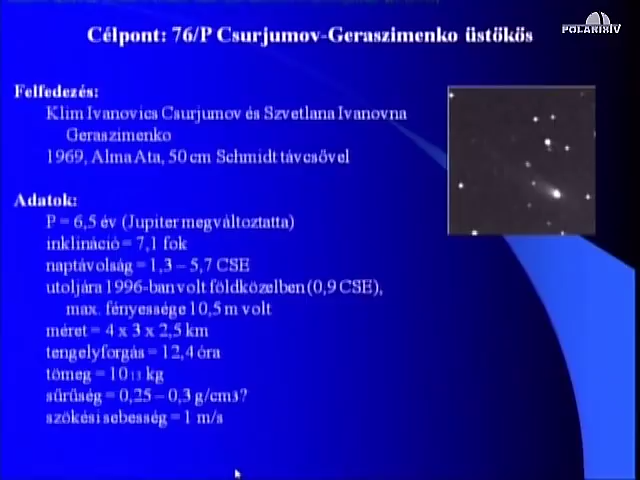 Célpont: 76/P Csurjumov-Geraszimenko üstökös
POLARIXIV
Felfedezés:
Klim Ivanovics Csurjumov és Szvetlana Ivanovna
Geraszimenko
1969, Alma Ata, 50 cm Schmidt távcsővel
Adatok:
P = 6,5 év (Jupiter megváltoztatta)
inklináció = 7,1 fok
naptávolság = 1,3 – 5,7 CSE
utoljára 1996-ban volt földközelben (0,9 CSE),
max. fényessége 10,5 m volt
méret = 4 x 3 x 2,5 km
tengelyforgás = 12,4 óra
tömeg = 10 13 kg
sűrűség = 0,25 – 0,3 g/cm3?
szökési sebesség = 1 m/s